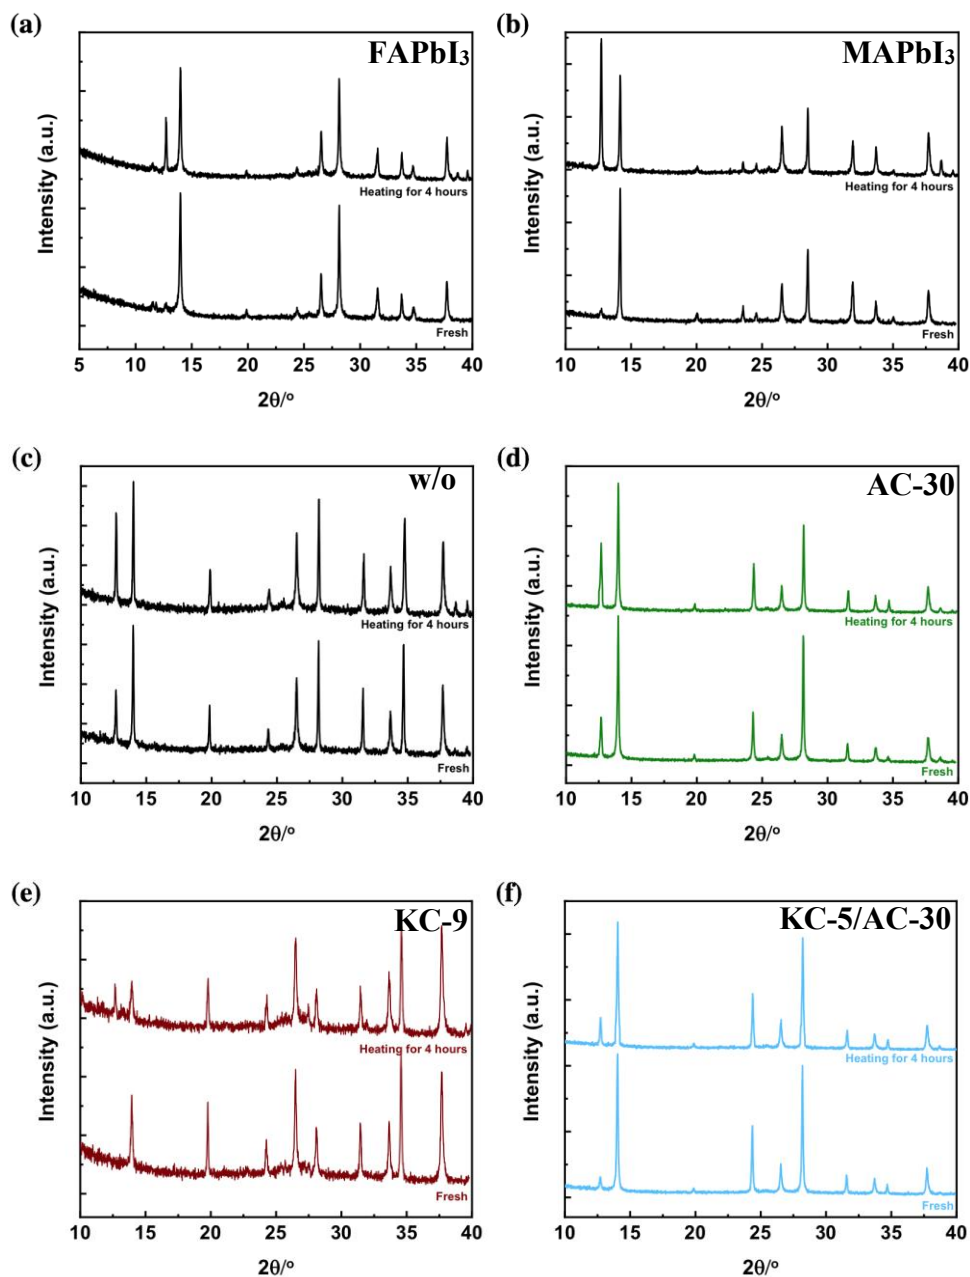 (a)
FAPbI₃
Intensity (a.u.)
Heating for 4 hours
Fresh
5 10 15 20 25 30 35 40
2θ/°
(b)
MAPbI₃
Intensity (a.u.)
Heating for 4 hours
Fresh
10 15 20 25 30 35 40
2θ/°
(c)
w/o
Intensity (a.u.)
Heating for 4 hours
Fresh
10 15 20 25 30 35 40
2θ/°
(d)
AC-30
Intensity (a.u.)
Heating for 4 hours
Fresh
10 15 20 25 30 35 40
2θ/°
(e)
KC-9
Intensity (a.u.)
Heating for 4 hours
Fresh
10 15 20 25 30 35 40
2θ/°
(f)
KC-5/AC-30
Intensity (a.u.)
Heating for 4 hours
Fresh
10 15 20 25 30 35 40
2θ/°